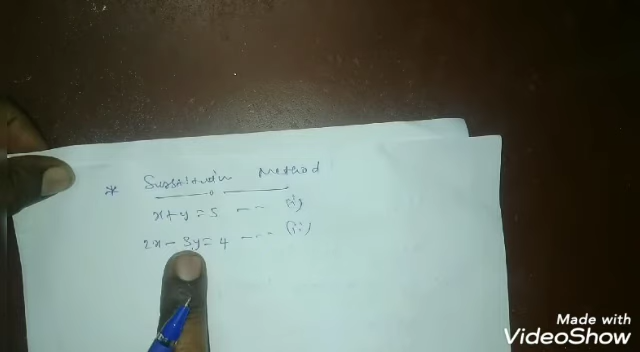 * Substitution Method
x+y=5 ---- (i)
2x-3y=4 ---- (ii)
Made with
VideoShow